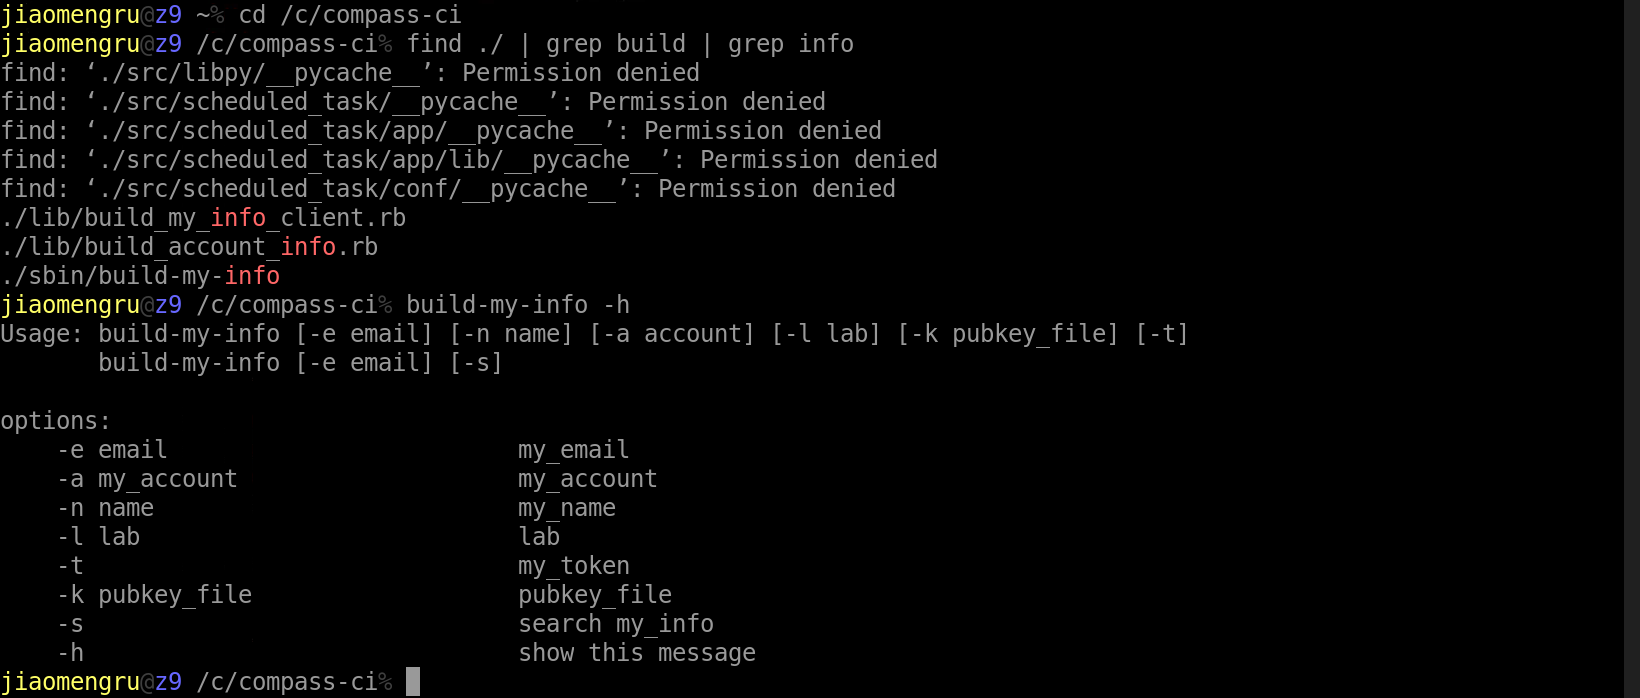 jiaomengru@z9 ~% cd /c/compass-ci
jiaomengru@z9 /c/compass-ci% find ./ | grep build | grep info
find: ‘./src/libpy/__pycache__’: Permission denied
find: ‘./src/scheduled_task/__pycache__’: Permission denied
find: ‘./src/scheduled_task/app/__pycache__’: Permission denied
find: ‘./src/scheduled_task/app/lib/__pycache__’: Permission denied
find: ‘./src/scheduled_task/conf/__pycache__’: Permission denied
./lib/build_my_info_client.rb
./lib/build_account_info.rb
./sbin/build-my-info
jiaomengru@z9 /c/compass-ci% build-my-info -h
Usage: build-my-info [-e email] [-n name] [-a account] [-l lab] [-k pubkey_file] [-t]
       build-my-info [-e email] [-s]

options:
    -e email                         my_email
    -a my_account                    my_account
    -n name                          my_name
    -l lab                           lab
    -t                               my_token
    -k pubkey_file                   pubkey_file
    -s                               search my_info
    -h                               show this message
jiaomengru@z9 /c/compass-ci%